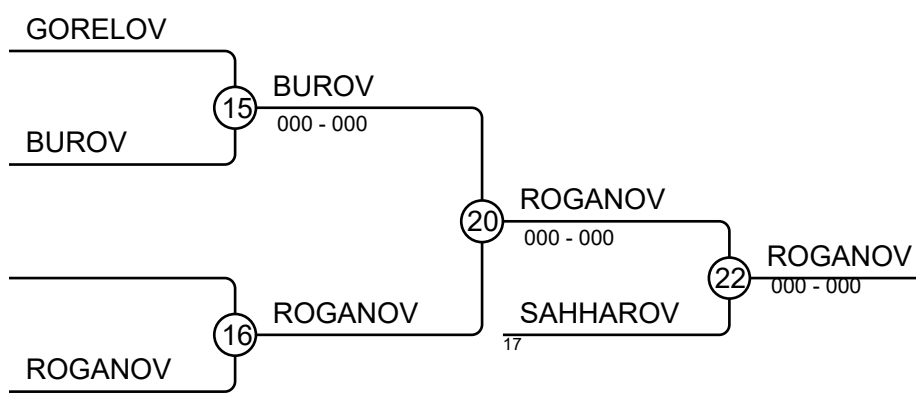 GORELOV
15
BUROV
000 - 000
BUROV
20
ROGANOV
000 - 000
22
ROGANOV
000 - 000
16
ROGANOV
SAHHAROV
17
ROGANOV